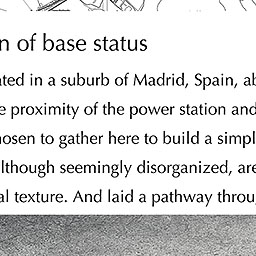 n of base status
ated in a suburb of Madrid, Spain, ab
e proximity of the power station and
hosen to gather here to build a simpl
lthough seemingly disorganized, are
al texture. And laid a pathway throug